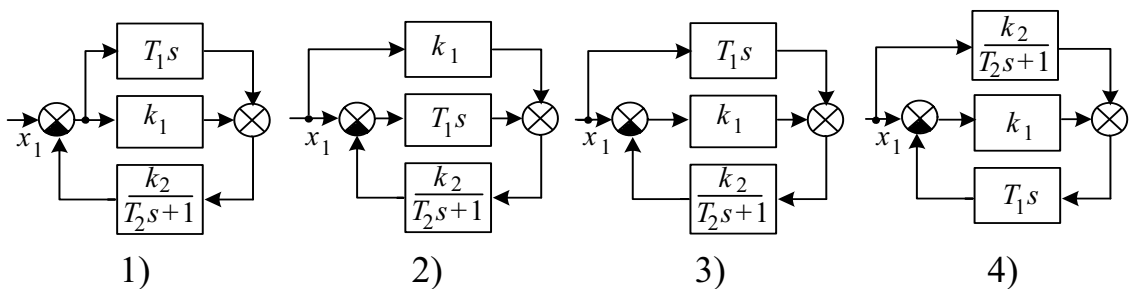 T₁s
k₁
x₁
k₂
T₂s+1
1)
k₁
T₁s
x₁
k₂
T₂s+1
2)
T₁s
k₁
x₁
k₂
T₂s+1
3)
k₂
T₂s+1
k₁
x₁
T₁s
4)